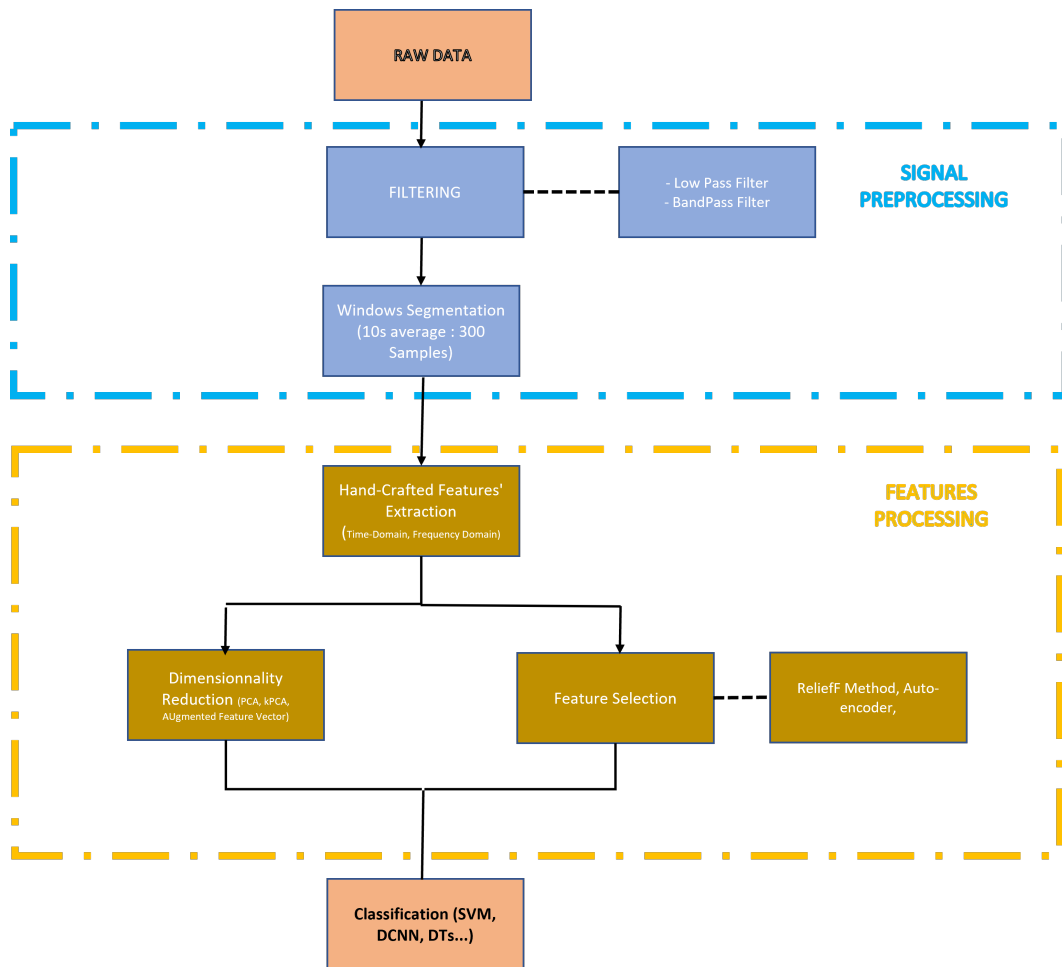 RAW DATA
FILTERING
- Low Pass Filter
- BandPass Filter
SIGNAL
PREPROCESSING
Windows Segmentation
(10s average : 300
Samples)
Hand-Crafted Features'
Extraction
(Time-Domain, Frequency Domain)
FEATURES
PROCESSING
Dimensionnality
Reduction (PCA, kPCA,
AUgmented Feature Vector)
Feature Selection
ReliefF Method, Auto-
encoder,
Classification (SVM,
DCNN, DTs...)